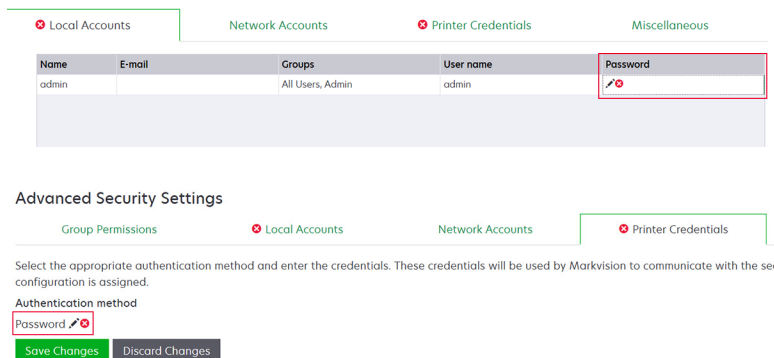 Local Accounts Network Accounts Printer Credentials Miscellaneous
Name E-mail Groups User name Password
admin All Users, Admin admin
Advanced Security Settings
Group Permissions Local Accounts Network Accounts Printer Credentials
Select the appropriate authentication method and enter the credentials. These credentials will be used by Markvision to communicate with the sec
configuration is assigned.
Authentication method
Password
Save Changes Discard Changes